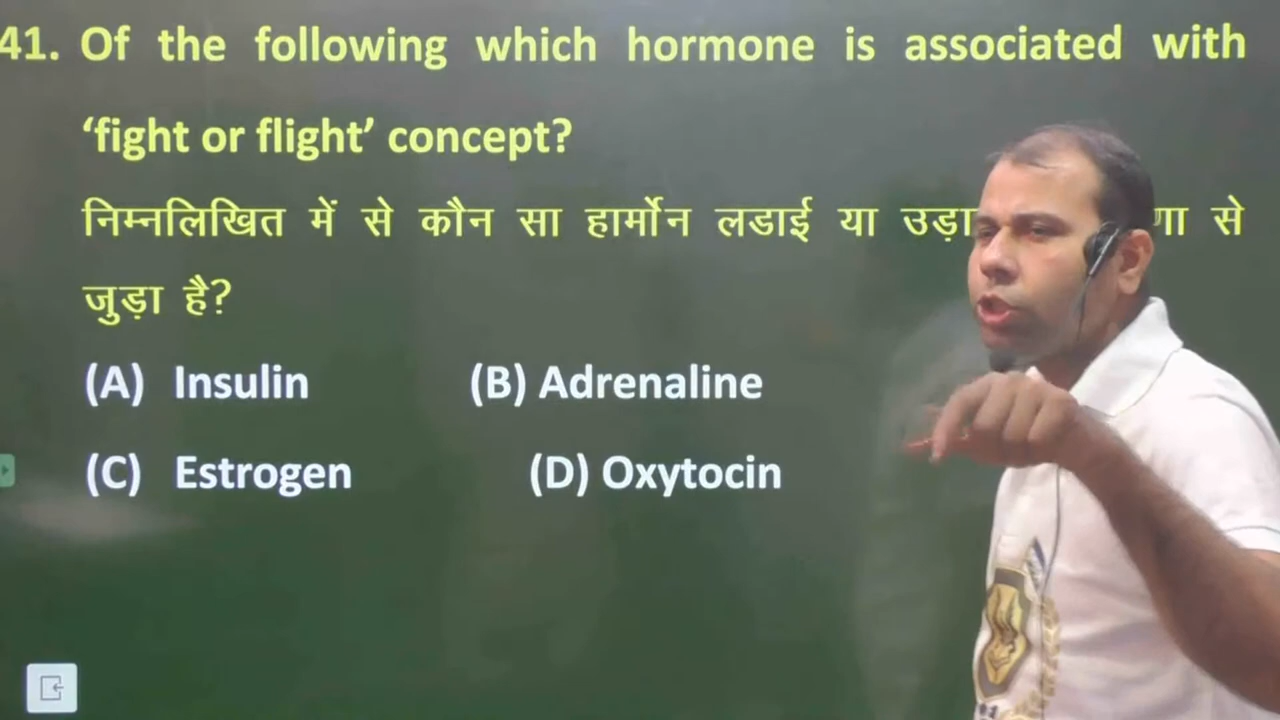 41. Of the following which hormone is associated with
‘fight or flight’ concept?
निम्नलिखित में से कौन सा हार्मोन लडाई या से
जुड़ा है?
(A) Insulin (B) Adrenaline
(C) Estrogen (D) Oxytocin